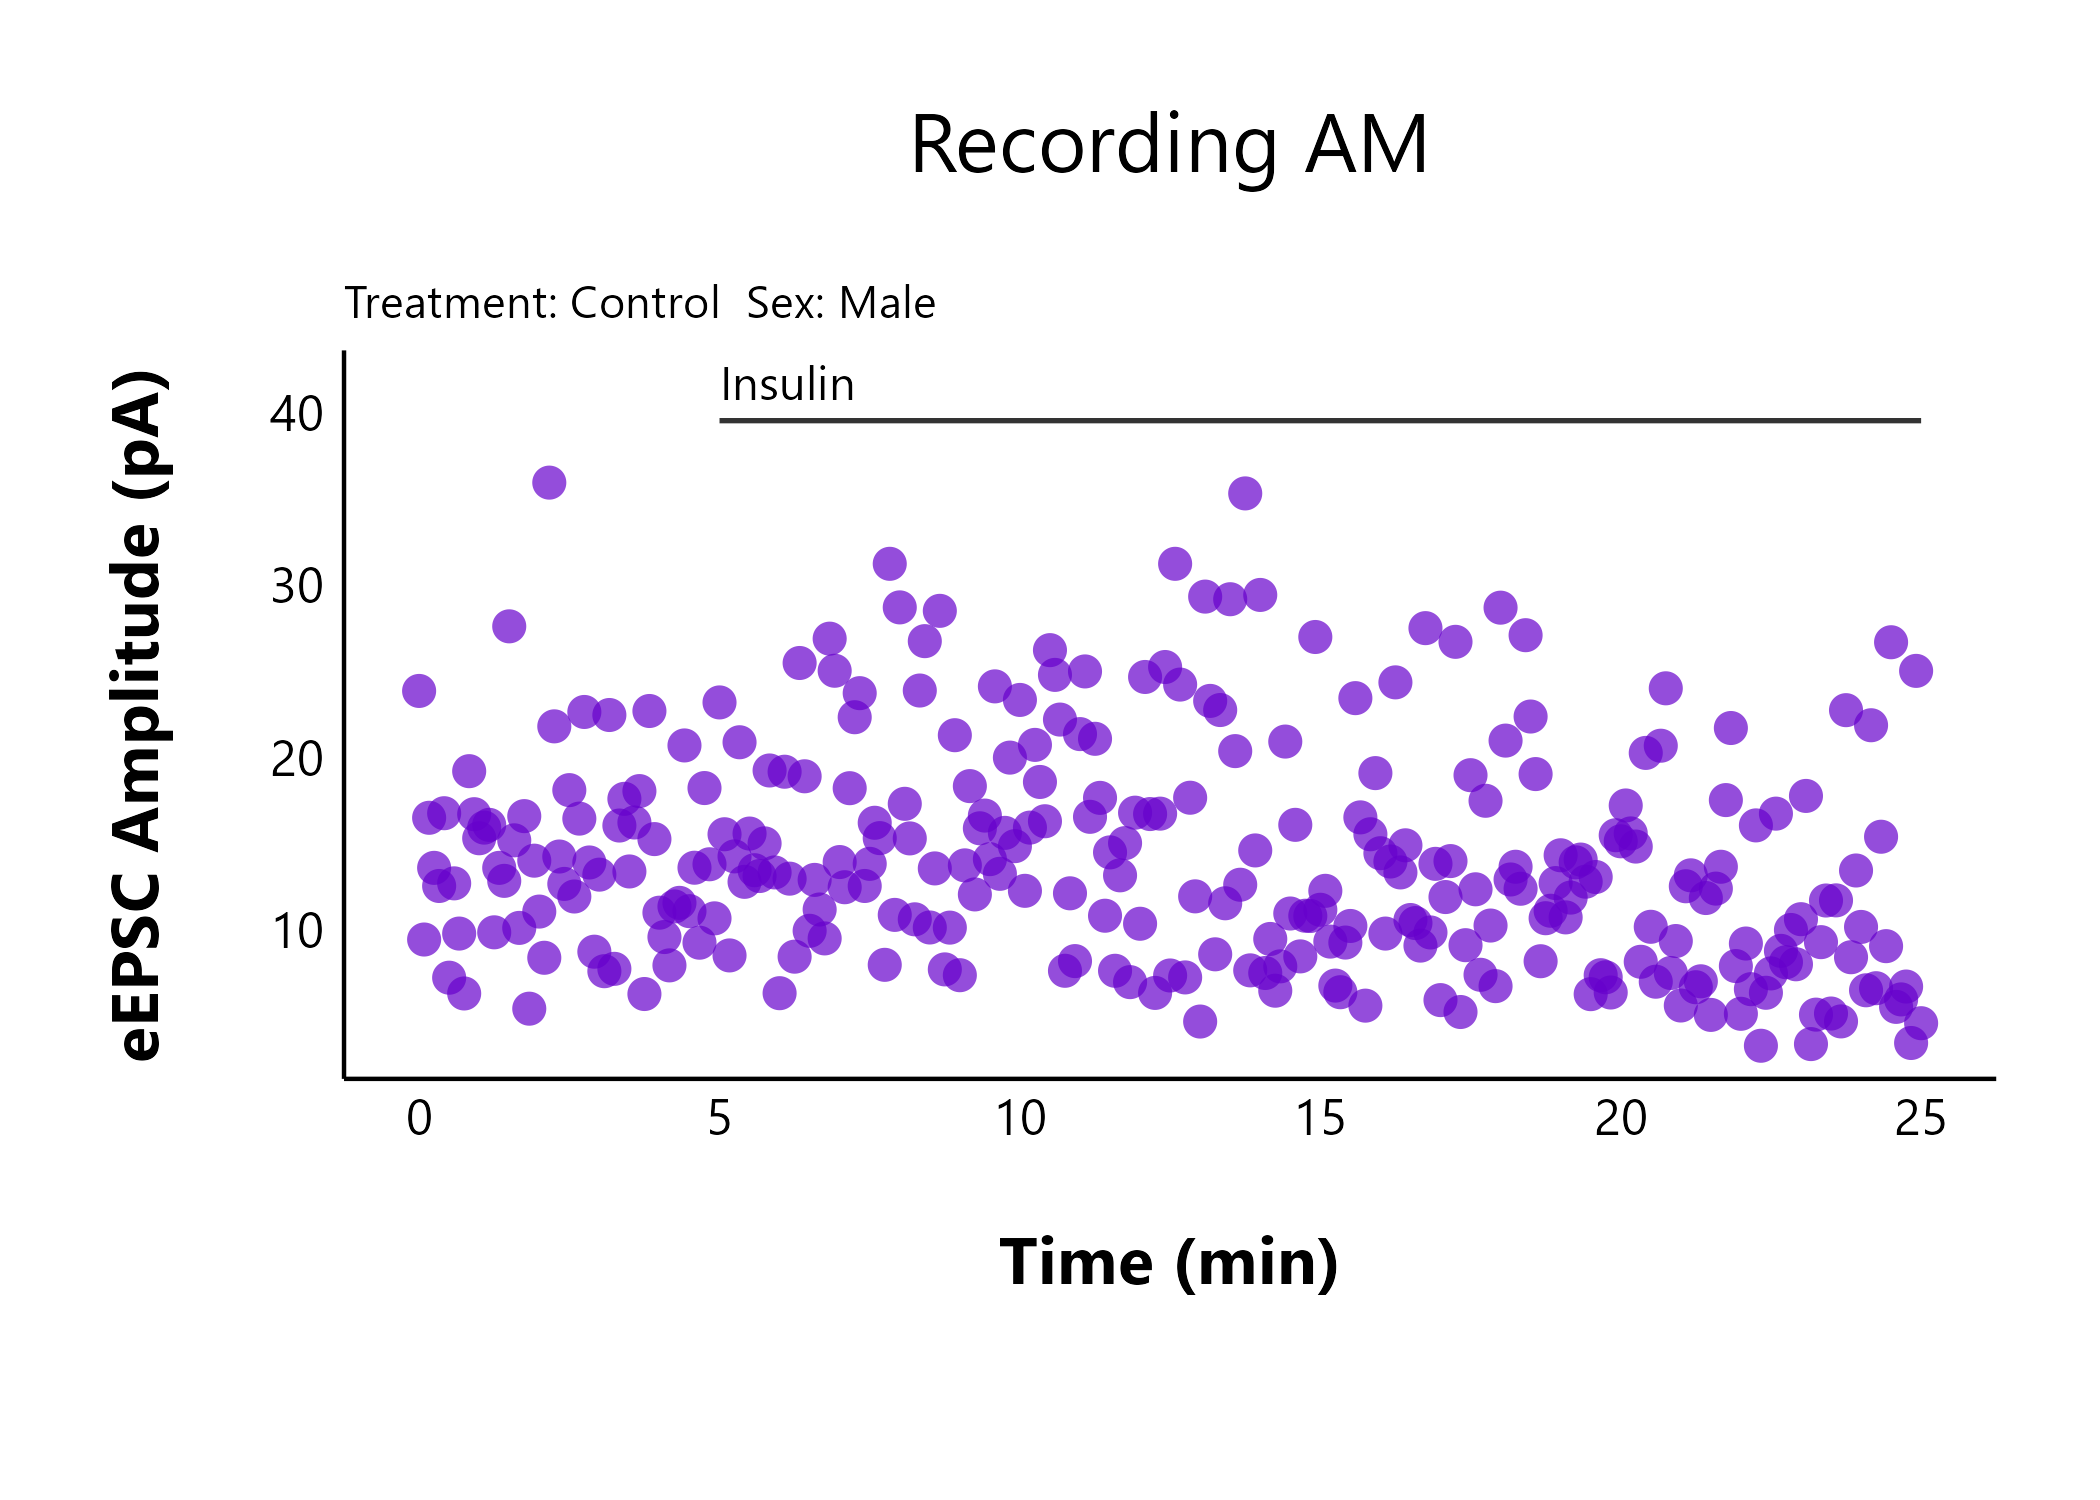 Recording AM
Treatment: Control  Sex: Male
Insulin
eEPSC Amplitude (pA)
40
30
20
10
0 5 10 15 20 25
Time (min)